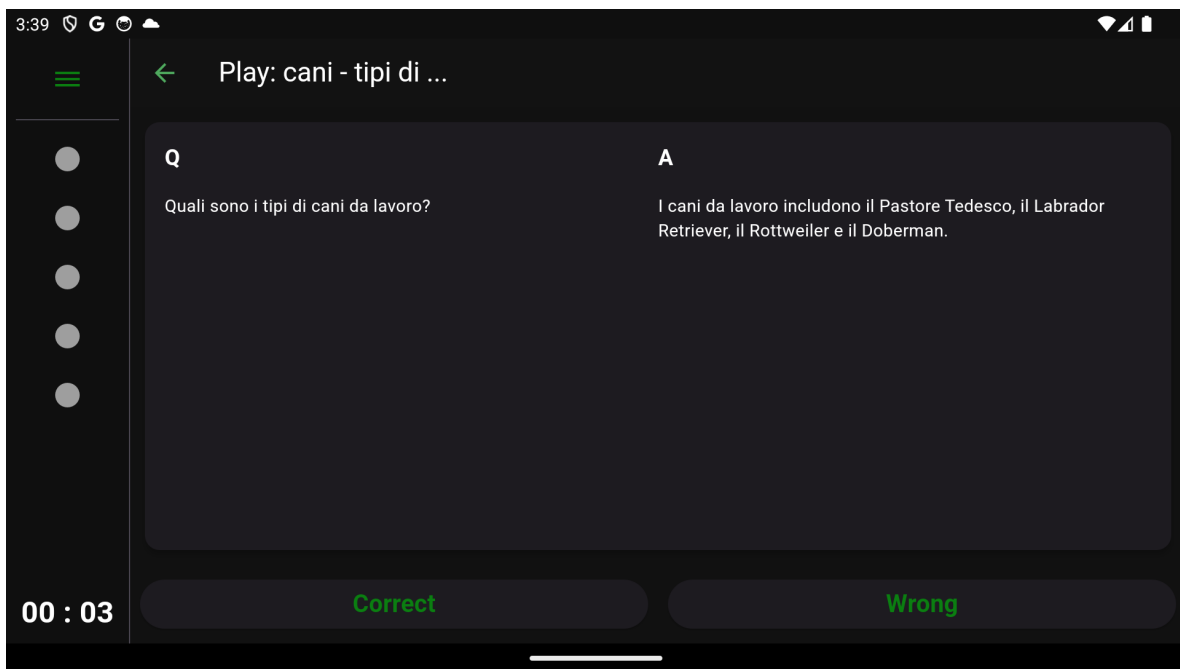 3:39 G
Play: cani - tipi di ...
Q
Quali sono i tipi di cani da lavoro?
A
I cani da lavoro includono il Pastore Tedesco, il Labrador
Retriever, il Rottweiler e il Doberman.
00 : 03
Correct
Wrong